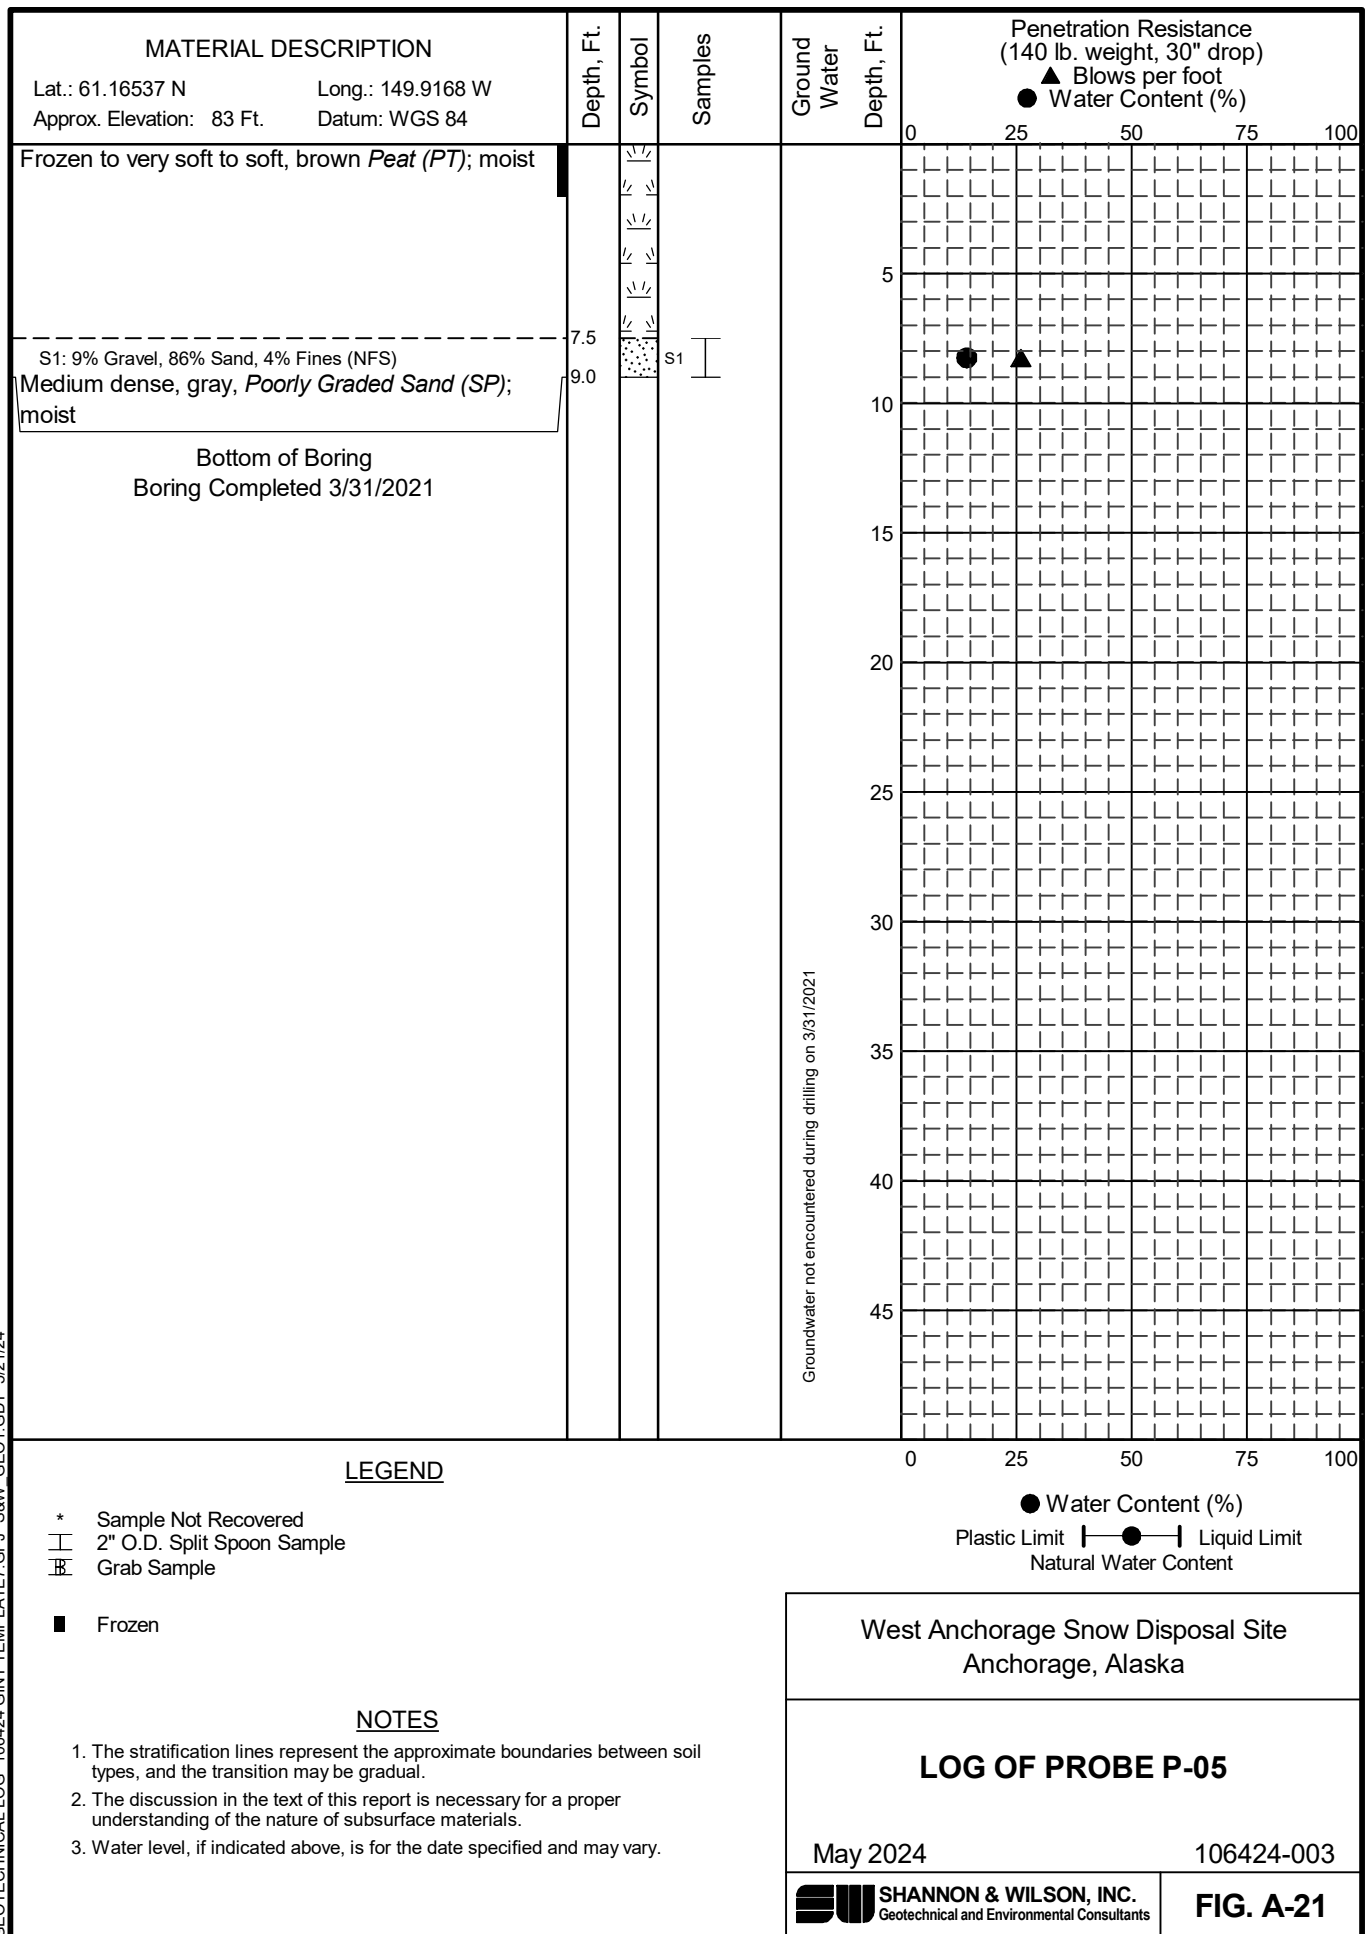 MATERIAL DESCRIPTION
Lat.: 61.16537 N Long.: 149.9168 W
Approx. Elevation: 83 Ft. Datum: WGS 84
Depth, Ft.
Symbol
Samples
Ground
Water
Depth, Ft.
Penetration Resistance
(140 lb. weight, 30" drop)
▲ Blows per foot
● Water Content (%)
0 25 50 75 100
Frozen to very soft to soft, brown Peat (PT); moist
7.5
S1: 9% Gravel, 86% Sand, 4% Fines (NFS)
S1
Medium dense, gray, Poorly Graded Sand (SP);
moist
9.0
Bottom of Boring
Boring Completed 3/31/2021
Groundwater not encountered during drilling on 3/31/2021
5
10
15
20
25
30
35
40
45
0 25 50 75 100
● Water Content (%)
Plastic Limit Liquid Limit
Natural Water Content
LEGEND
* Sample Not Recovered
2" O.D. Split Spoon Sample
Grab Sample
Frozen
NOTES
1. The stratification lines represent the approximate boundaries between soil
types, and the transition may be gradual.
2. The discussion in the text of this report is necessary for a proper
understanding of the nature of subsurface materials.
3. Water level, if indicated above, is for the date specified and may vary.
West Anchorage Snow Disposal Site
Anchorage, Alaska
LOG OF PROBE P-05
May 2024 106424-003
SHANNON & WILSON, INC.
Geotechnical and Environmental Consultants
FIG. A-21